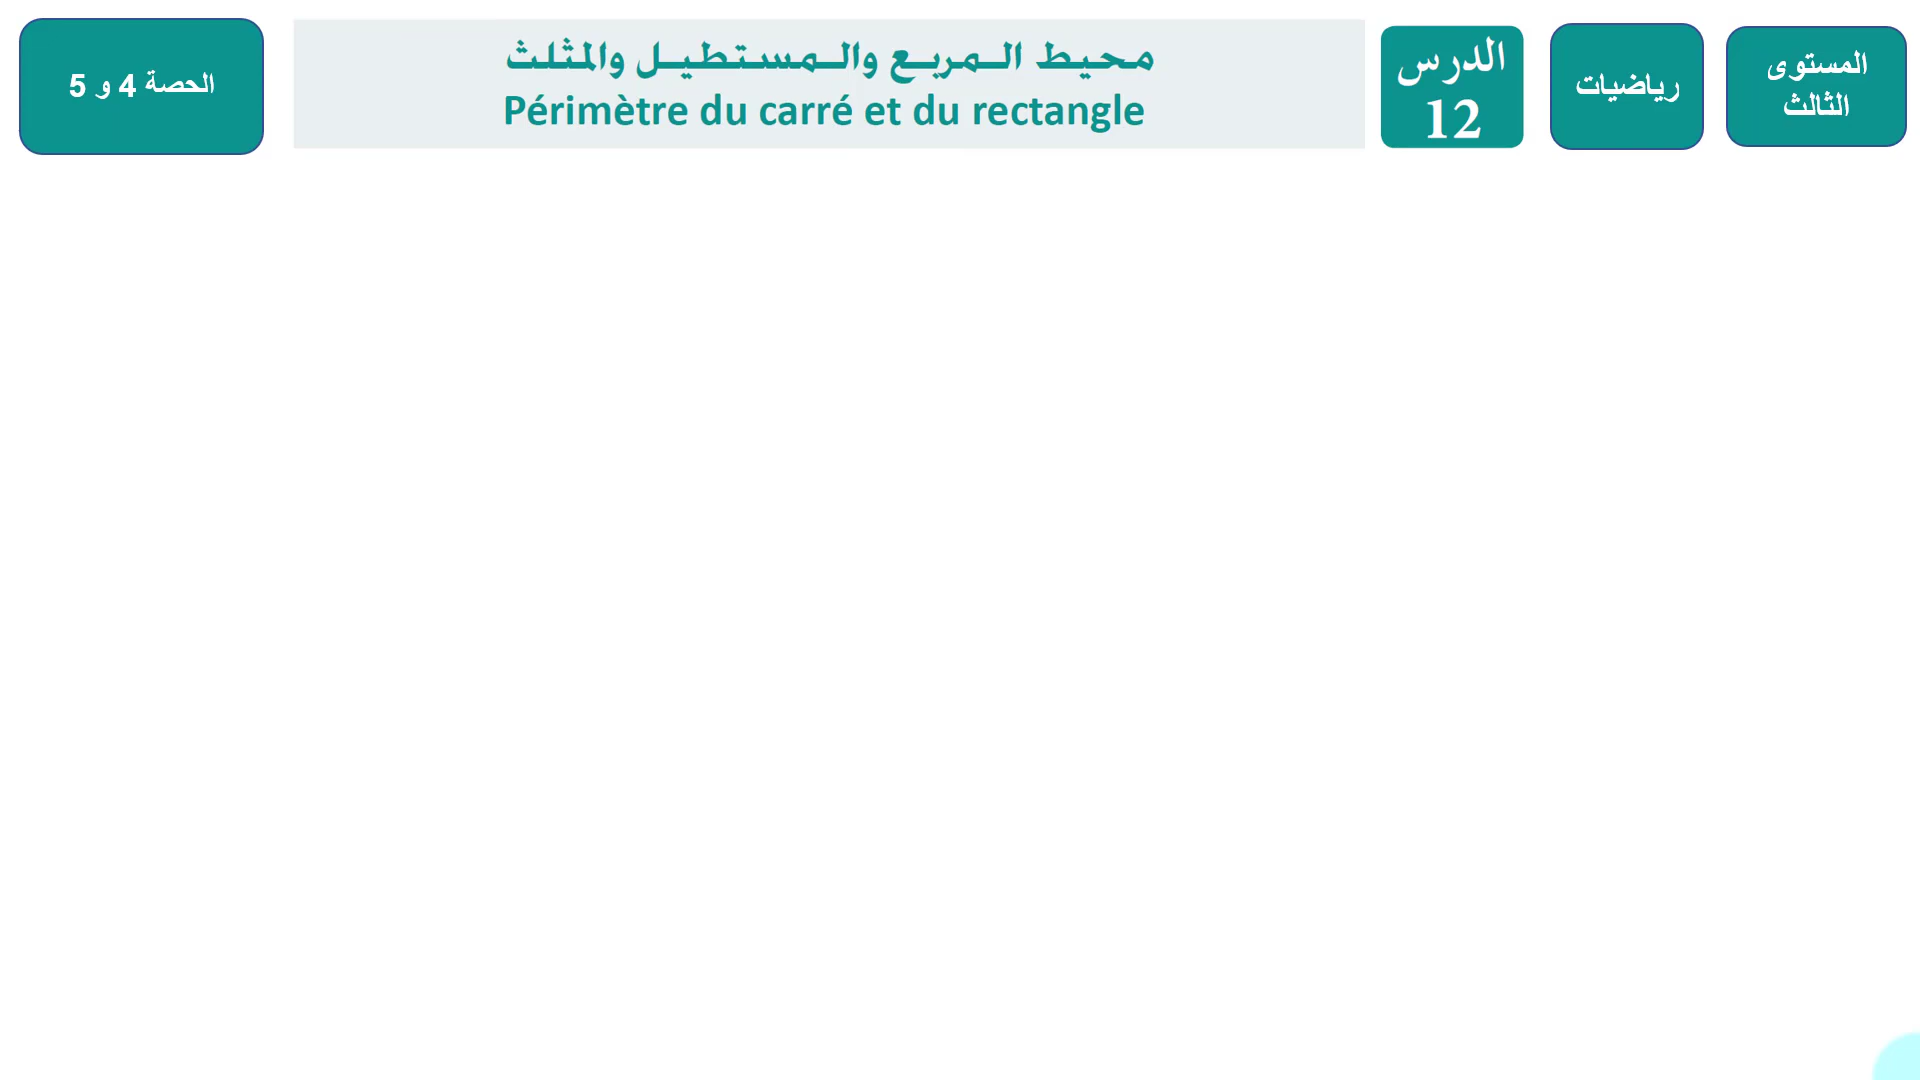 المستوى
الثالث
رياضيات
الدرس
12
محيط المربع والمستطيل والمثلث
Périmètre du carré et du rectangle
الحصة 4 و 5